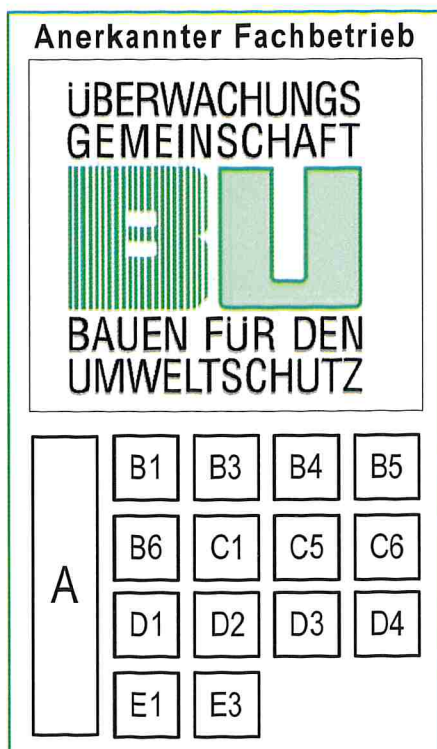 Anerkannter Fachbetrieb
ÜBERWACHUNGS
GEMEINSCHAFT
BU
BAUEN FÜR DEN
UMWELTSCHUTZ
A
B1 B3 B4 B5
B6 C1 C5 C6
D1 D2 D3 D4
E1 E3